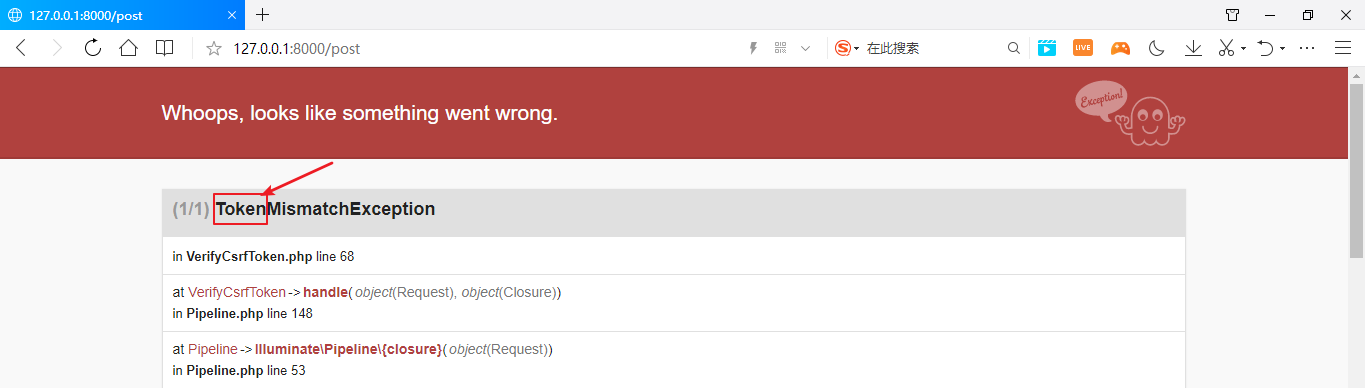 127.0.0.1:8000/post
127.0.0.1:8000/post
在此搜索
LIVE
Whoops, looks like something went wrong.
Exception!
(1/1) TokenMismatchException
in VerifyCsrfToken.php line 68
at VerifyCsrfToken->handle(object(Request), object(Closure))
in Pipeline.php line 148
at Pipeline->Illuminate\Pipeline\{closure}(object(Request))
in Pipeline.php line 53